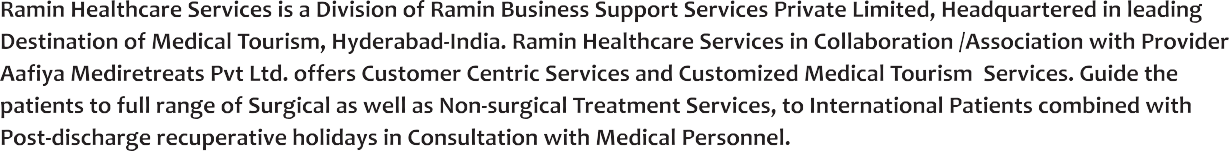 Ramin Healthcare Services is a Division of Ramin Business Support Services Private Limited, Headquartered in leading
Destination of Medical Tourism, Hyderabad-India. Ramin Healthcare Services in Collaboration /Association with Provider
Aafiya Mediretreats Pvt Ltd. offers Customer Centric Services and Customized Medical Tourism  Services. Guide the
patients to full range of Surgical as well as Non-surgical Treatment Services, to International Patients combined with
Post-discharge recuperative holidays in Consultation with Medical Personnel.